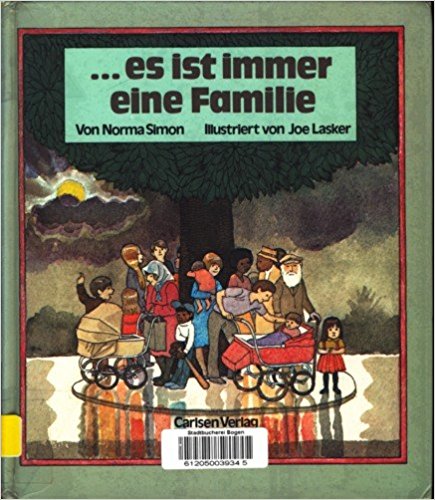 ... es ist immer
eine Familie
Von Norma Simon Illustriert von Joe Lasker
Carlsen Verlag
Stadtbücherei Bogen
61205003934 5